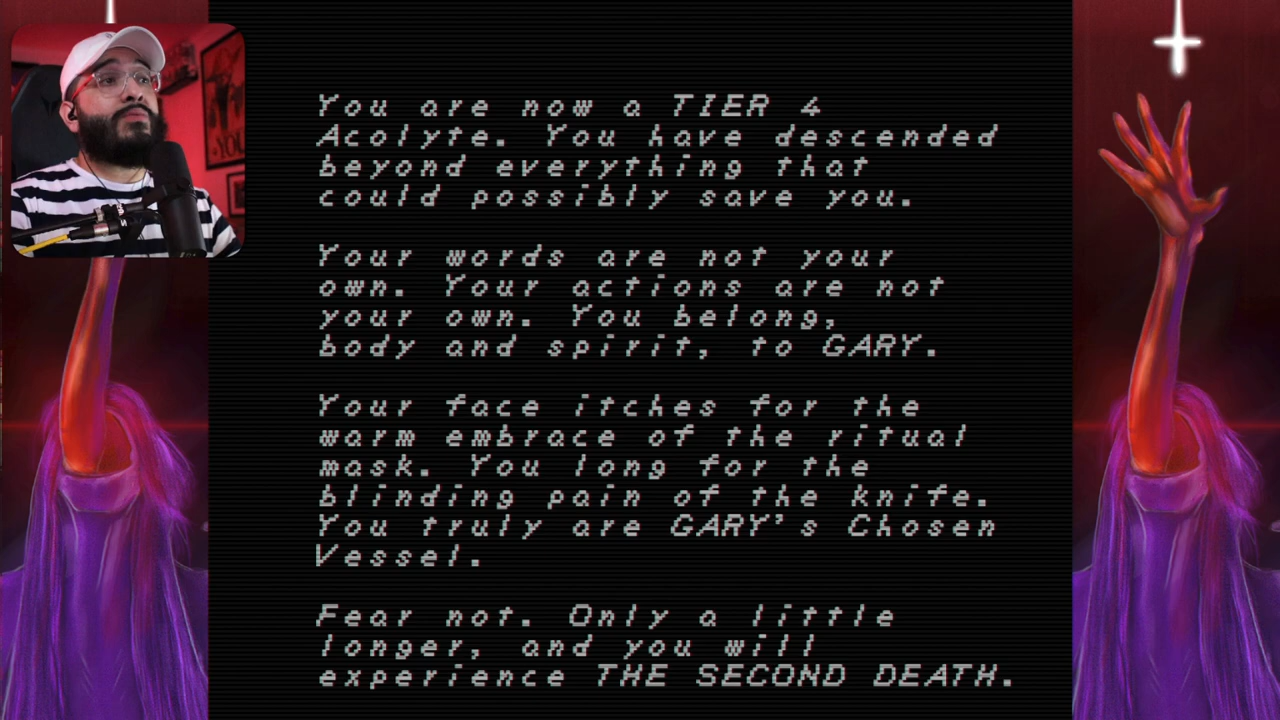 You are now a TIER 4
Acolyte. You have descended
beyond everything that
could possibly save you.
Your words are not your
own. Your actions are not
your own. You belong,
body and spirit, to GARY.
Your face itches for the
warm embrace of the ritual
mask. You long for the
blinding pain of the knife.
You truly are GARY's Chosen
Vessel.
Fear not. Only a little
longer, and you will
experience THE SECOND DEATH.